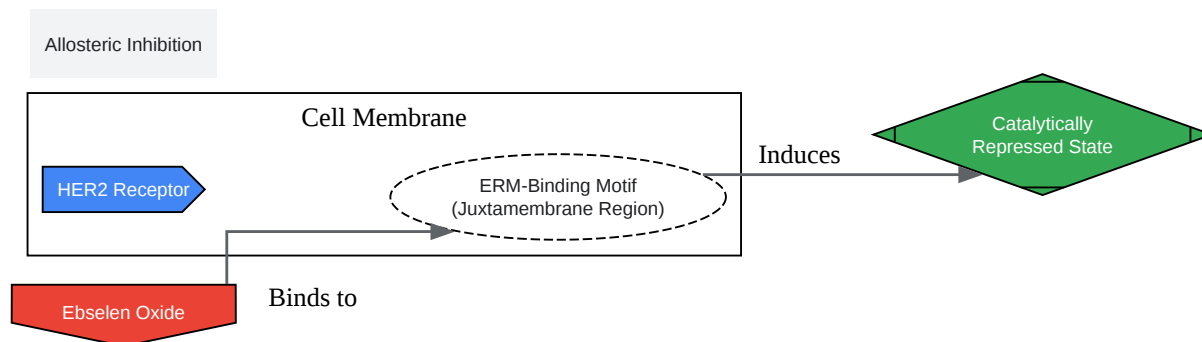 Allosteric Inhibition
Cell Membrane
HER2 Receptor
ERM-Binding Motif
(Juxtamembrane Region)
Induces
Catalytically
Repressed State
Binds to
Ebselen Oxide